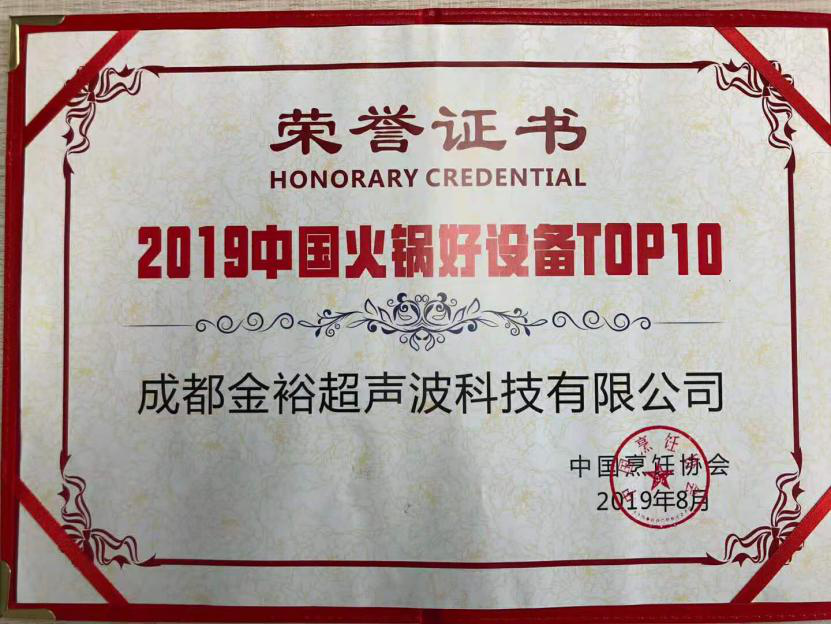 荣誉证书
HONORARY CREDENTIAL
2019中国火锅好设备TOP10
成都金裕超声波科技有限公司
中国烹饪协会
2019年8月